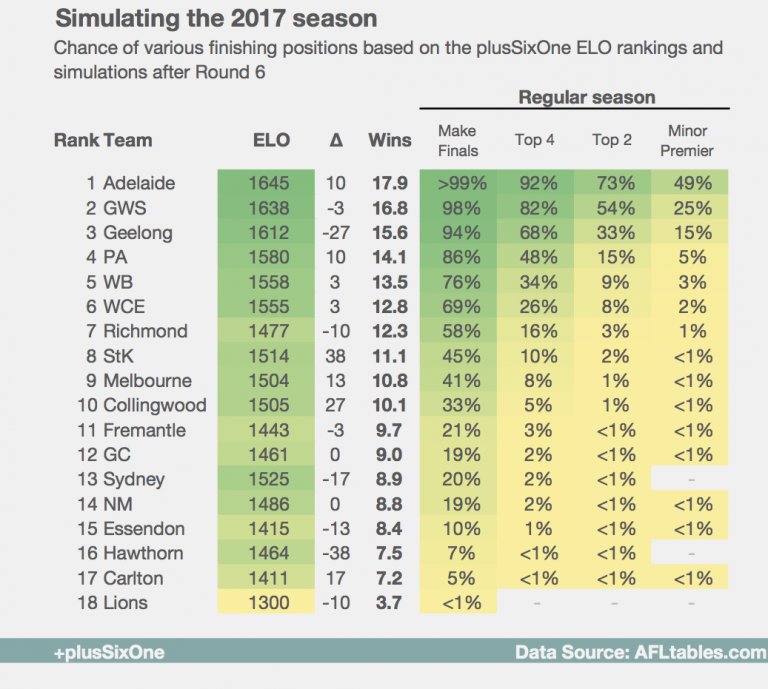 Simulating the 2017 season
Chance of various finishing positions based on the plusSixOne ELO rankings and
simulations after Round 6
Regular season
Rank Team ELO Δ Wins Make Finals Top 4 Top 2 Minor Premier
1 Adelaide 1645 10 17.9 >99% 92% 73% 49%
2 GWS 1638 -3 16.8 98% 82% 54% 25%
3 Geelong 1612 -27 15.6 94% 68% 33% 15%
4 PA 1580 10 14.1 86% 48% 15% 5%
5 WB 1558 3 13.5 76% 34% 9% 3%
6 WCE 1555 3 12.8 69% 26% 8% 2%
7 Richmond 1477 -10 12.3 58% 16% 3% 1%
8 StK 1514 38 11.1 45% 10% 2% <1%
9 Melbourne 1504 13 10.8 41% 8% 1% <1%
10 Collingwood 1505 27 10.1 33% 5% 1% <1%
11 Fremantle 1443 -3 9.7 21% 3% <1% <1%
12 GC 1461 0 9.0 19% 2% <1% <1%
13 Sydney 1525 -17 8.9 20% 2% <1% -
14 NM 1486 0 8.8 19% 2% <1% <1%
15 Essendon 1415 -13 8.4 10% 1% <1% <1%
16 Hawthorn 1464 -38 7.5 7% <1% <1% -
17 Carlton 1411 17 7.2 5% <1% <1% <1%
18 Lions 1300 -10 3.7 <1% - - -
+plusSixOne Data Source: AFLtables.com